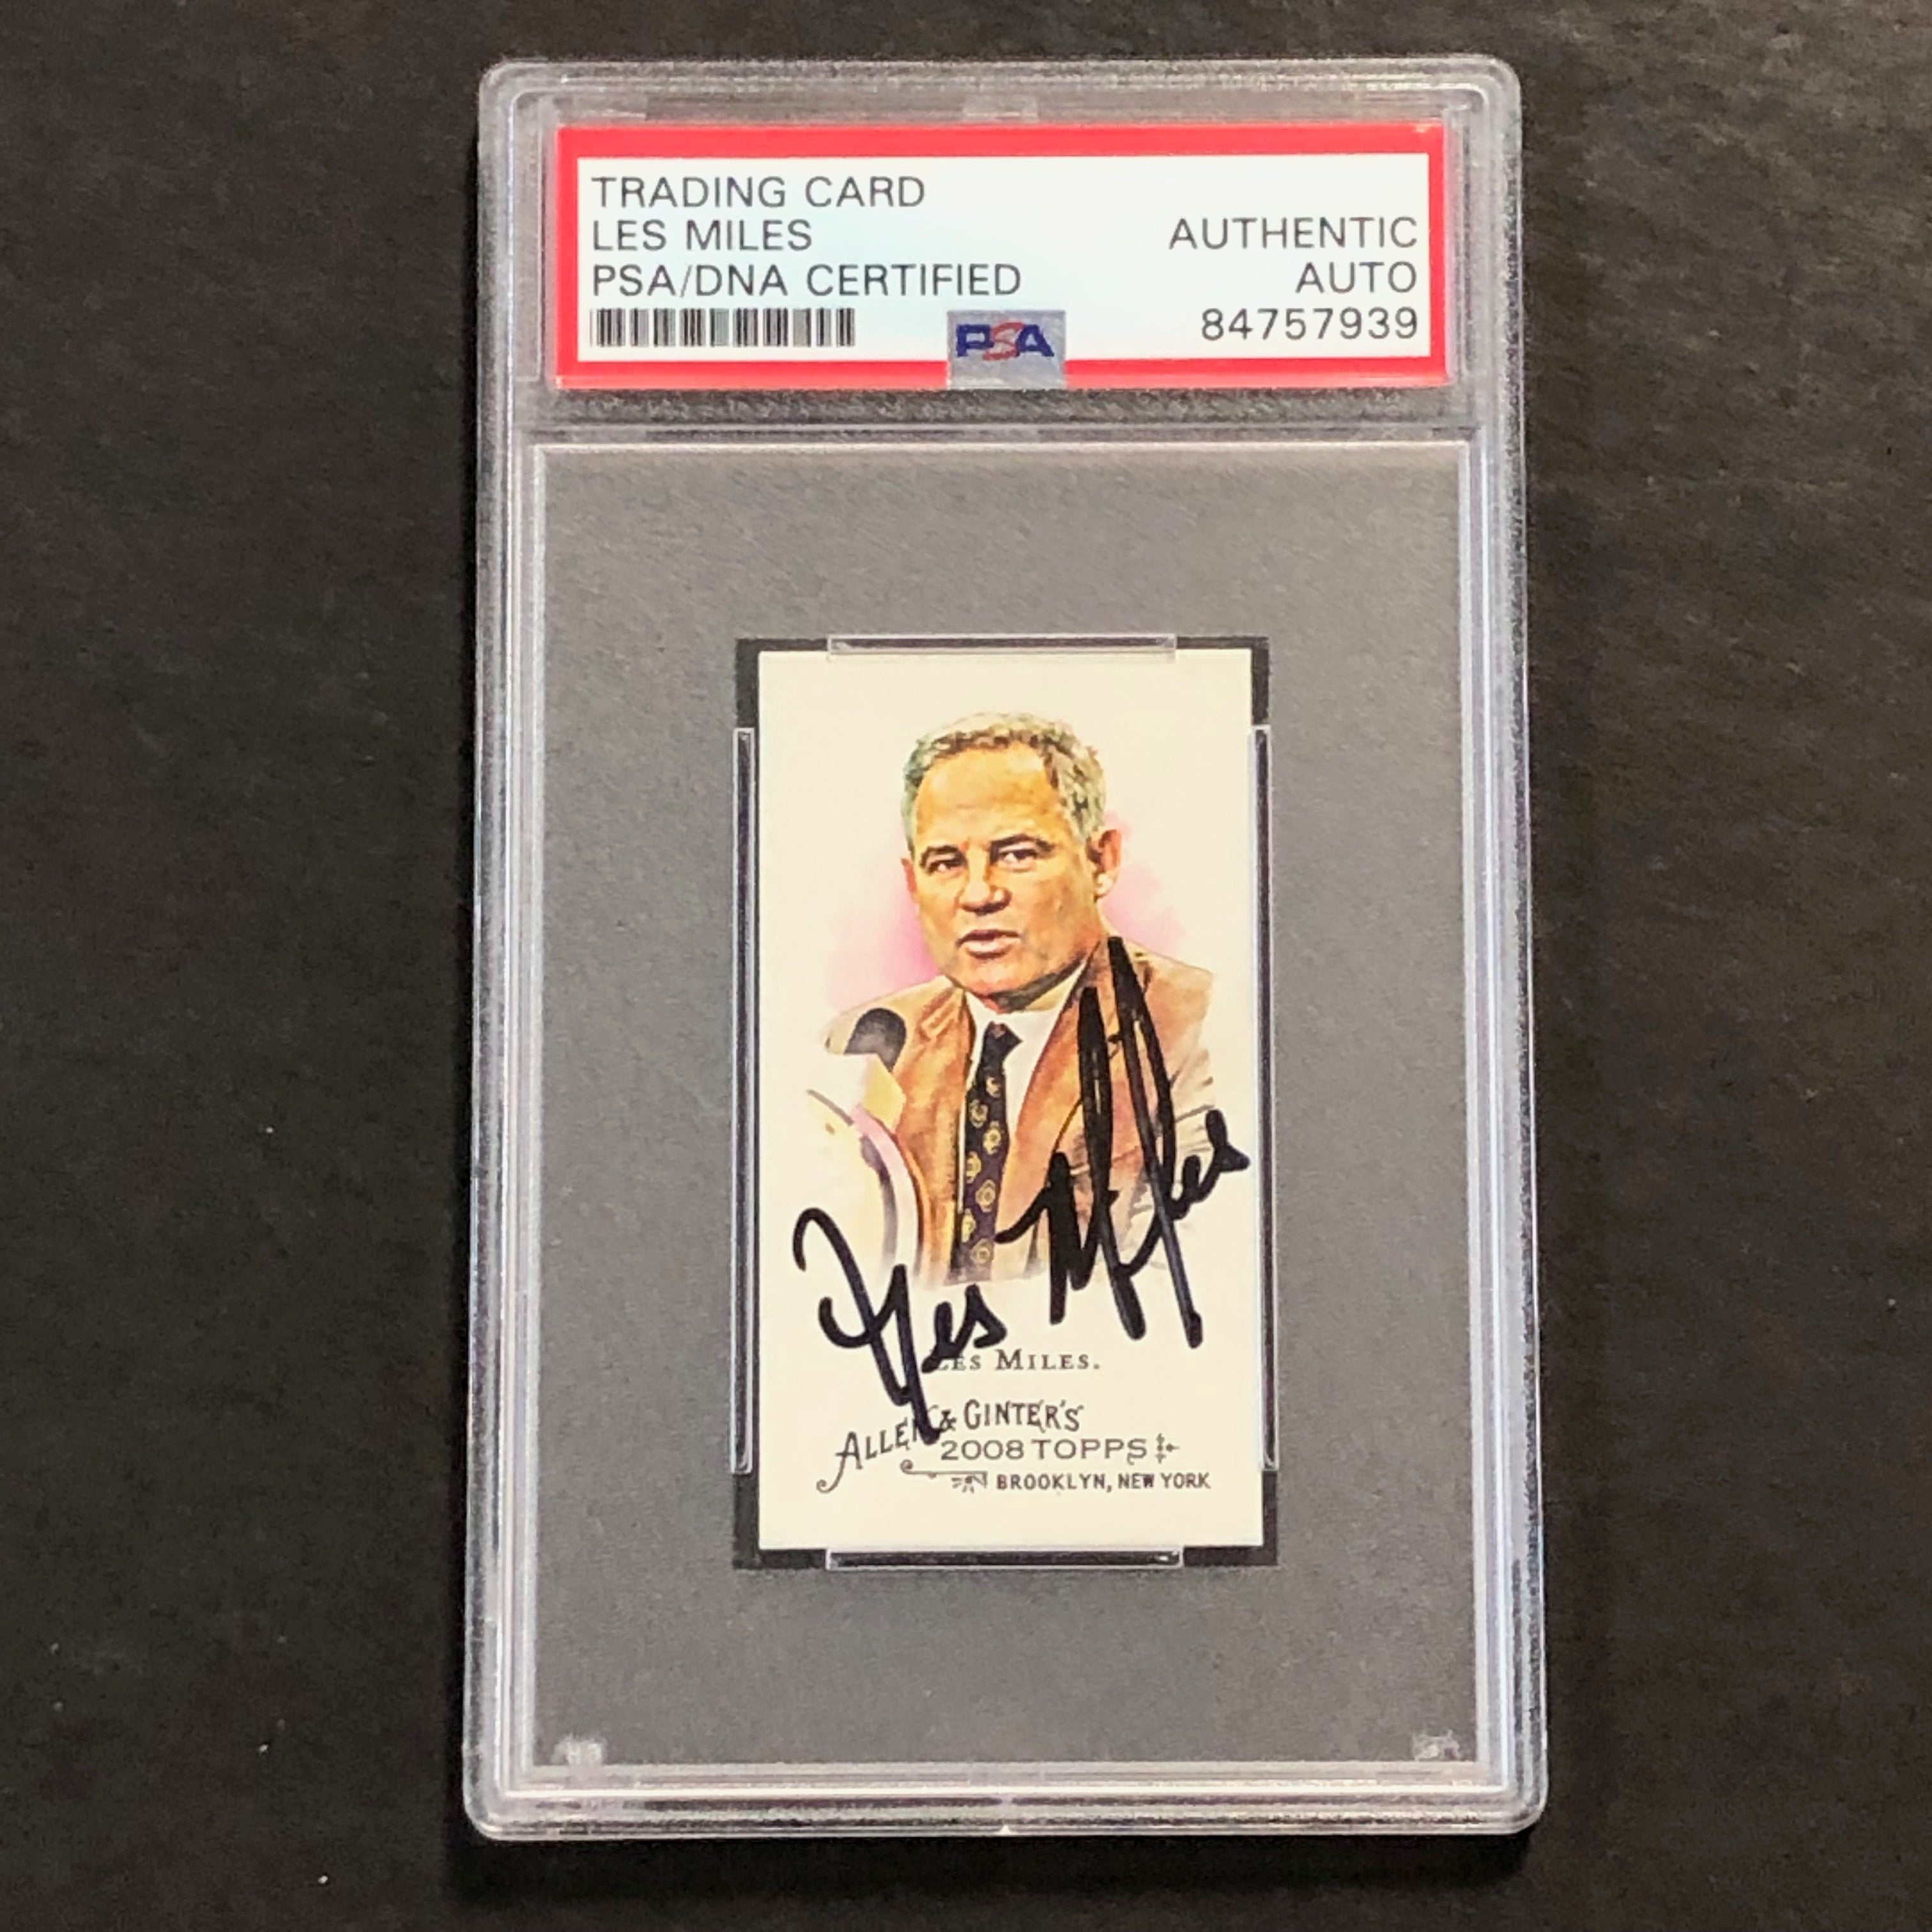 TRADING CARD
LES MILES
PSA/DNA CERTIFIED
AUTHENTIC
AUTO
84757939
PSA
Les Miles
LES MILES.
ALLEN & GINTER'S
2008 TOPPS
BROOKLYN, NEW YORK